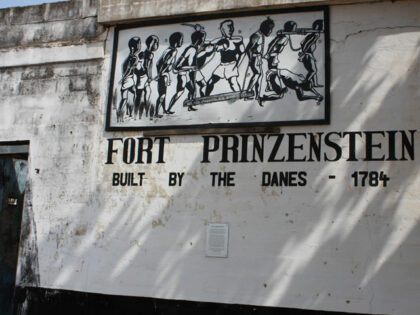 FORT PRINZENSTEIN
BUILT BY THE DANES - 1784